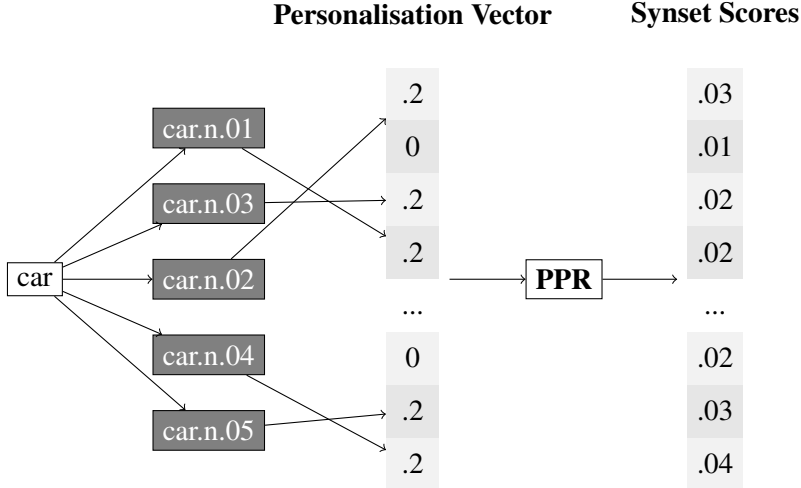 Personalisation Vector
Synset Scores
car
car.n.01
car.n.03
car.n.02
car.n.04
car.n.05
.2
0
.2
.2
...
0
.2
.2
PPR
.03
.01
.02
.02
...
.02
.03
.04